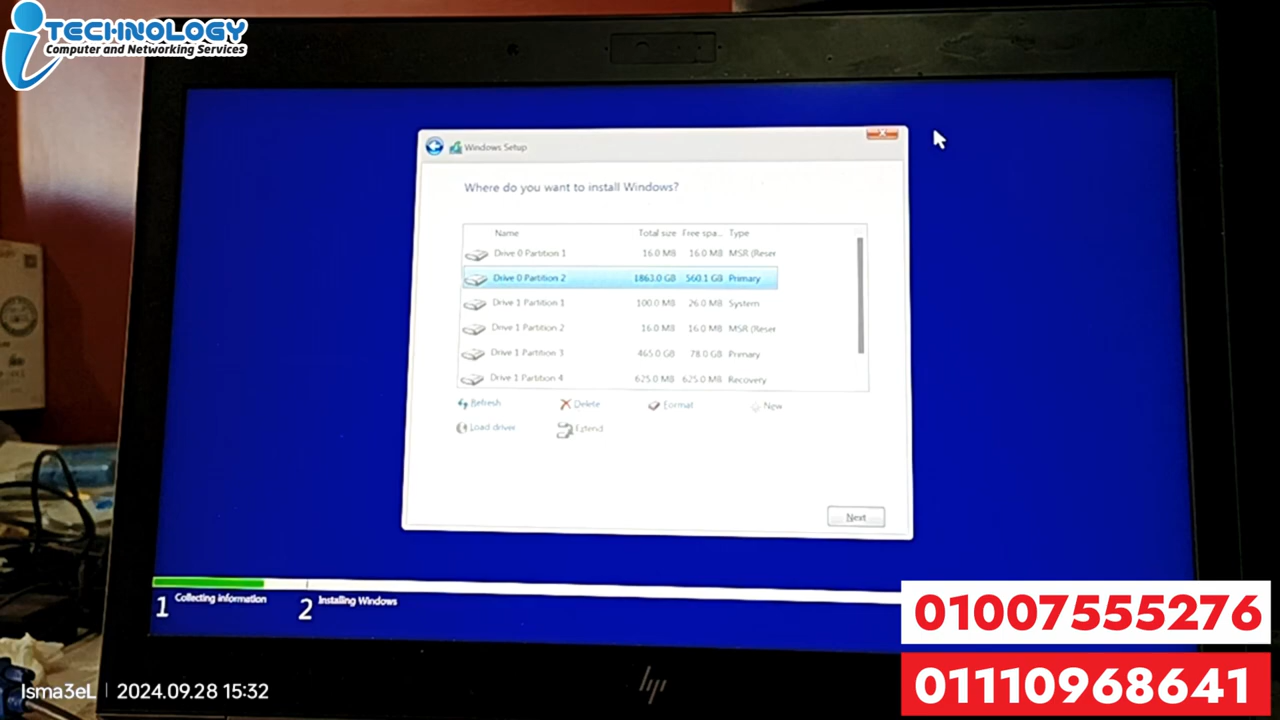 TECHNOLOGY
Computer and Networking Services
Windows Setup
Where do you want to install Windows?
Name Total size Free spa... Type
Drive 0 Partition 1 16.0 MB 16.0 MB MSR (Reser
Drive 0 Partition 2 1863.0 GB 560.1 GB Primary
Drive 1 Partition 1 100.0 MB 26.0 MB System
Drive 1 Partition 2 16.0 MB 16.0 MB MSR (Reser
Drive 1 Partition 3 465.0 GB 78.0 GB Primary
Drive 1 Partition 4 625.0 MB 625.0 MB Recovery
Refresh Delete Format New
Load driver Extend
Next
1 Collecting information 2 Installing Windows
01007555276
01110968641
hp
Isma3eL | 2024.09.28 15:32